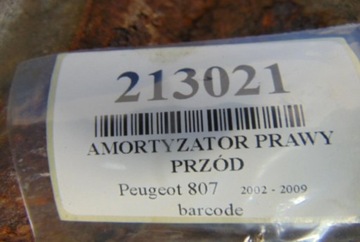 213021
AMORTYZATOR PRAWY
PRZÓD
Peugeot 807 2002 - 2009
barcode